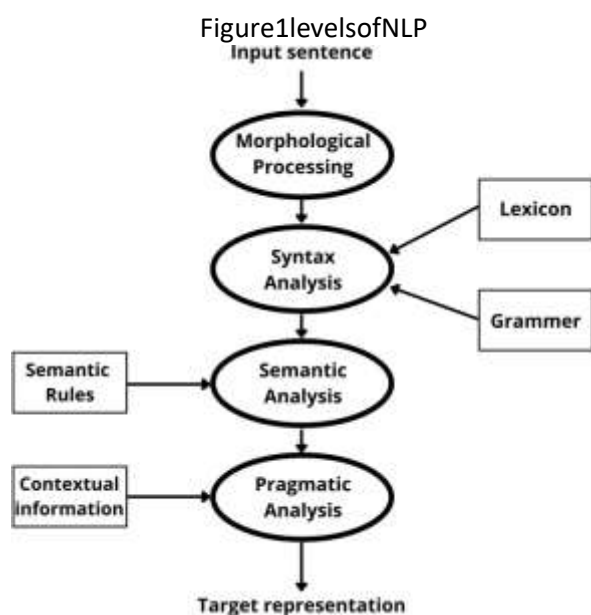 Figure1levelsofNLP
Input sentence
Morphological
Processing
Lexicon
Syntax
Analysis
Grammer
Semantic
Rules
Semantic
Analysis
Contextual
information
Pragmatic
Analysis
Target representation